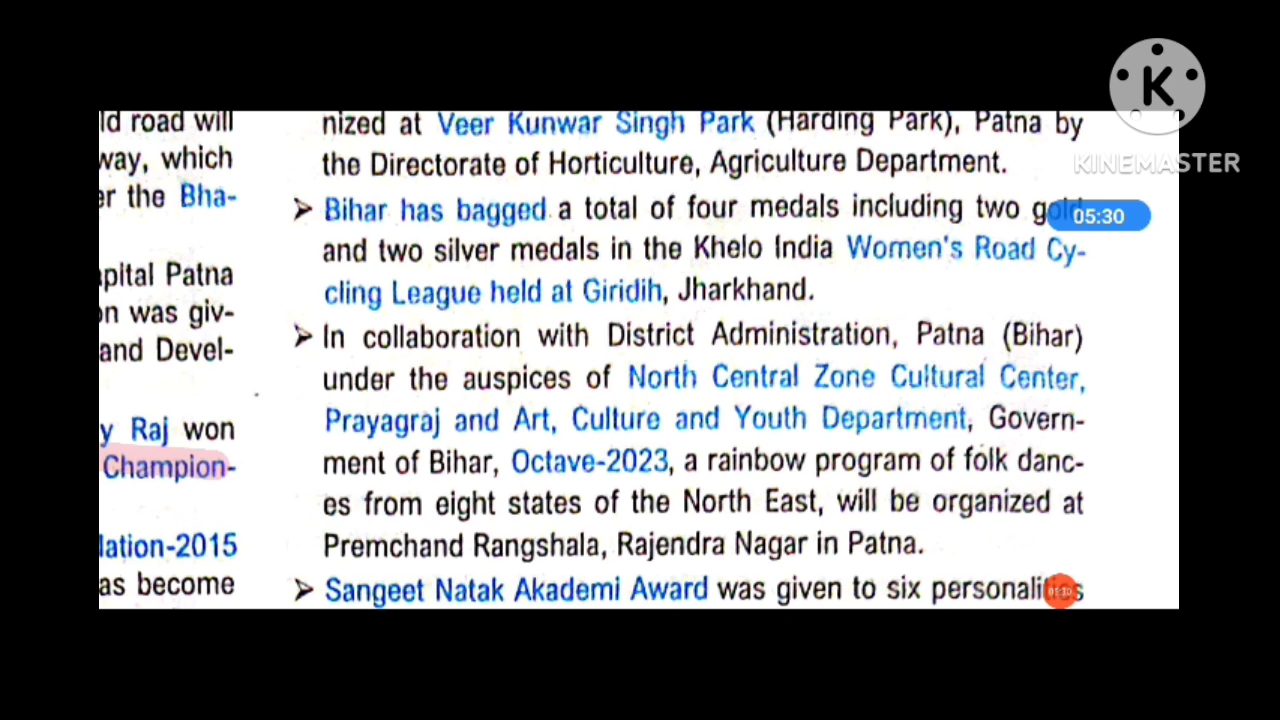 ld road will
way, which
er the Bha-
apital Patna
on was giv-
and Devel-
y Raj won
Champion-
lation-2015
as become
nized at Veer Kunwar Singh Park (Harding Park), Patna by
the Directorate of Horticulture, Agriculture Department.
➤ Bihar has bagged a total of four medals including two gold
and two silver medals in the Khelo India Women's Road Cy-
cling League held at Giridih, Jharkhand.
➤ In collaboration with District Administration, Patna (Bihar)
under the auspices of North Central Zone Cultural Center,
Prayagraj and Art, Culture and Youth Department, Govern-
ment of Bihar, Octave-2023, a rainbow program of folk danc-
es from eight states of the North East, will be organized at
Premchand Rangshala, Rajendra Nagar in Patna.
➤ Sangeet Natak Akademi Award was given to six personalities
K
KINEMASTER
05:30
05:30